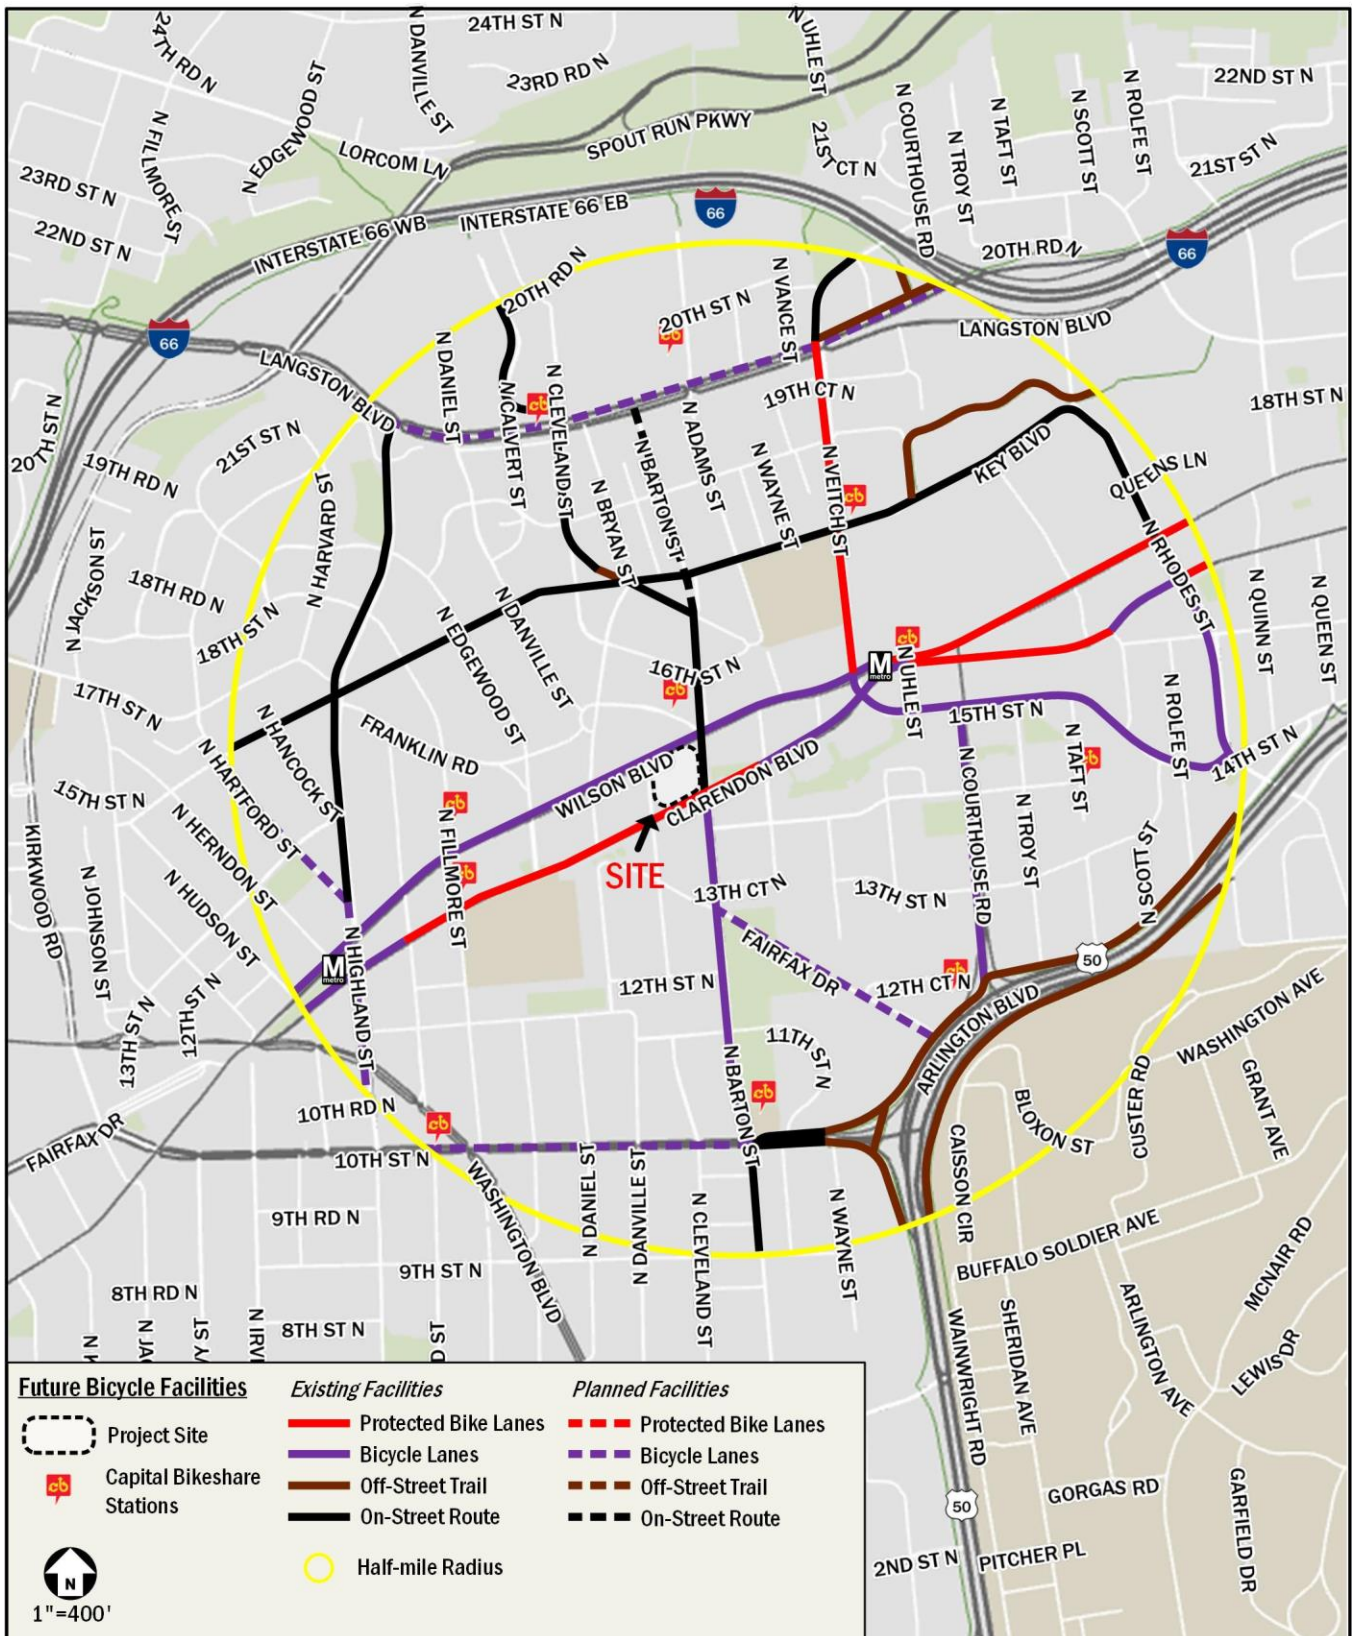 24TH ST N
24TH RD N
N DANVILLE ST
N UHLE ST
23RD RD N
22ND ST N
N EDGEWOOD ST
N COURTHOUSE RD
N TAFT ST
N SCOTT ST
N ROLFE ST
N FILLMORE ST
SPOUT RUN PKWY
21ST CT N
N TROY ST
21ST ST N
LORCOM LN
23RD ST N
INTERSTATE 66 EB
66
INTERSTATE 66 WB
22ND ST N
20TH RD N
66
20TH RD N
N VANCE ST
20TH ST N
LANGSTON BLVD
66
cb
N DANIEL ST
LANGSTON BLVD
N CLEVELAND ST
N CALVERT ST
cb
19TH CT N
18TH ST N
20TH ST N
21ST ST N
N BARTON ST
N ADAMS ST
N WAYNE ST
N VEITCH ST
KEY BLVD
QUEENS LN
19TH RD N
N HARVARD ST
N BRYAN ST
cb
N RHODES ST
N JACKSON ST
18TH RD N
18TH ST N
N EDGEWOOD ST
N DANVILLE ST
N QUINN ST
N QUEEN ST
16TH ST N
cb
M
metro
cb
N UHLE ST
17TH ST N
N HANCOCK ST
FRANKLIN RD
15TH ST N
N ROLFE ST
N HARTFORD ST
WILSON BLVD
CLARENDON BLVD
N COURTHOUSE RD
N TAFT ST
cb
14TH ST N
15TH ST N
N HERNDON ST
cb
N FILLMORE ST
cb
SITE
N TROY ST
N SCOTT ST
KIRKWOOD RD
N JOHNSON ST
N HUDSON ST
13TH CT N
13TH ST N
M
metro
N HIGHLAND ST
FAIRFAX DR
12TH ST N
12TH CT N
cb
50
ARLINGTON BLVD
WASHINGTON AVE
13TH ST N
12TH ST N
11TH ST N
N BARTON ST
cb
CUSTER RD
GRANT AVE
BLOXON ST
10TH RD N
cb
FAIRFAX DR
10TH ST N
WASHINGTON BLVD
N DANIEL ST
N DANVILLE ST
N CLEVELAND ST
N WAYNE ST
CAISSON CIR
9TH RD N
BUFFALO SOLDIER AVE
MCNAIR RD
9TH ST N
8TH RD N
8TH ST N
WAINWRIGHT RD
SHERIDAN AVE
ARLINGTON AVE
LEWIS DR
GORGAS RD
GARFIELD DR
50
2ND ST N
PITCHER PL
Future Bicycle Facilities
Project Site
cb
Capital Bikeshare
Stations
N
1"=400'
Existing Facilities
Protected Bike Lanes
Bicycle Lanes
Off-Street Trail
On-Street Route
Half-mile Radius
Planned Facilities
Protected Bike Lanes
Bicycle Lanes
Off-Street Trail
On-Street Route